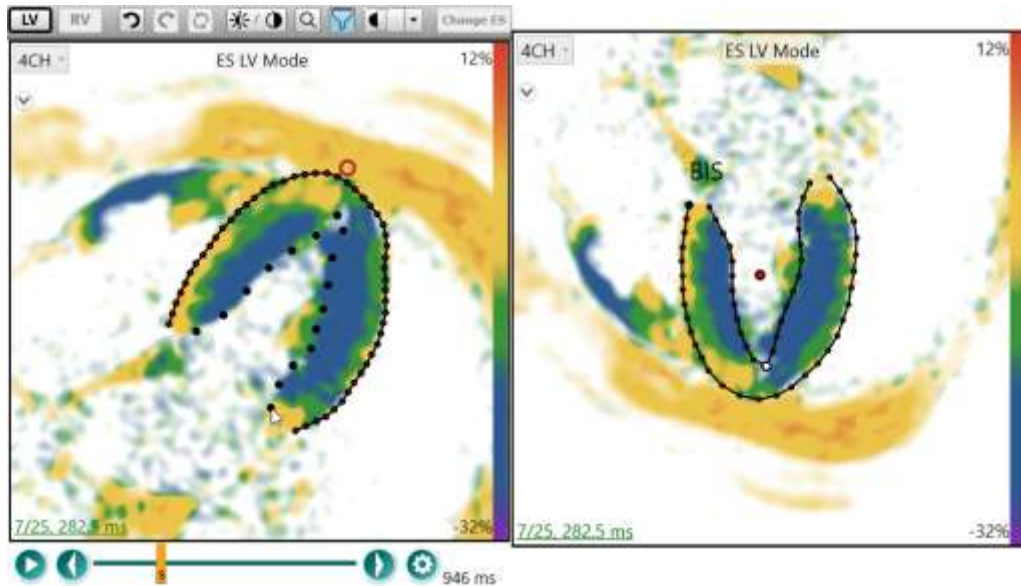 LV RV Change ES
4CH ES LV Mode 12%
7/25, 282.5 ms -32%
s
946 ms
4CH ES LV Mode 12%
BIS
7/25, 282.5 ms -32%